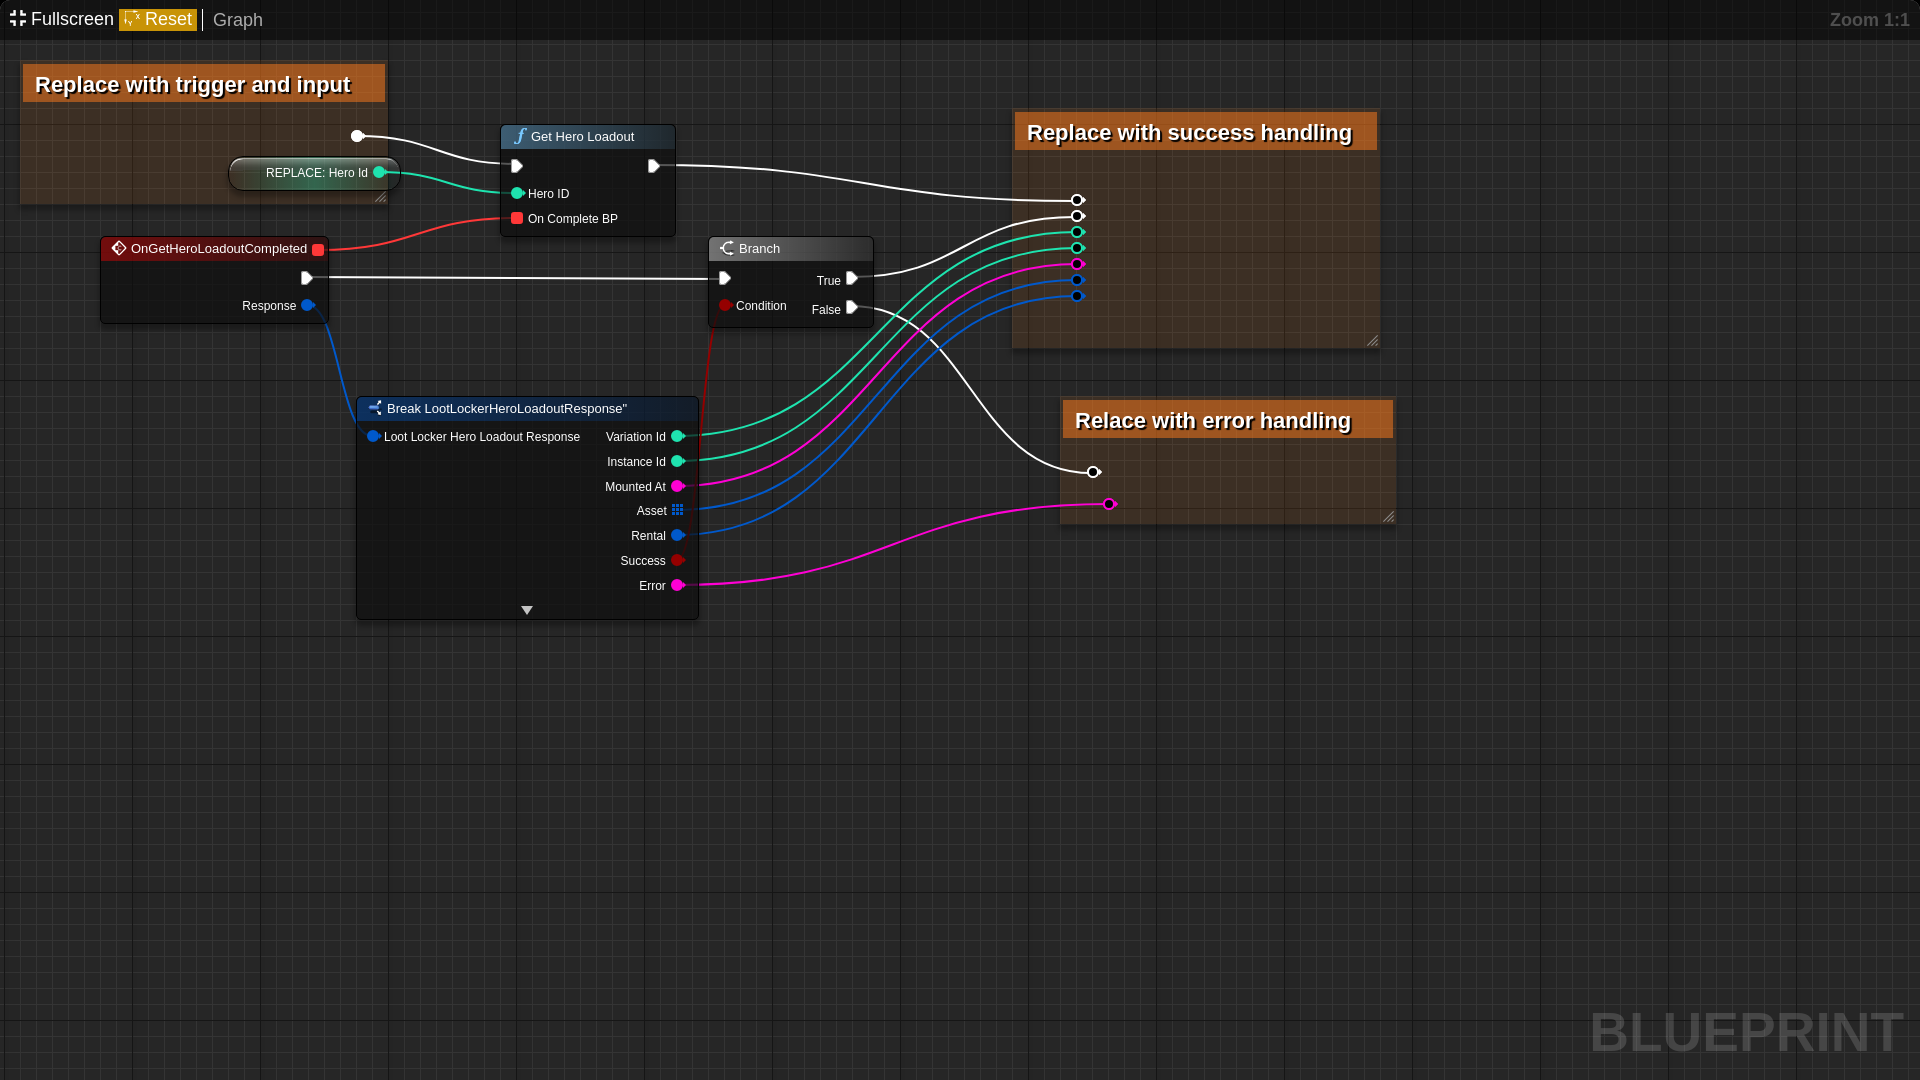 Fullscreen Reset Graph Zoom 1:1
Replace with trigger and input
REPLACE: Hero Id
Get Hero Loadout
Hero ID
On Complete BP
OnGetHeroLoadoutCompleted
Response
Branch
True
Condition
False
Replace with success handling
Break LootLockerHeroLoadoutResponse"
Loot Locker Hero Loadout Response
Variation Id
Instance Id
Mounted At
Asset
Rental
Success
Error
Relace with error handling
BLUEPRINT